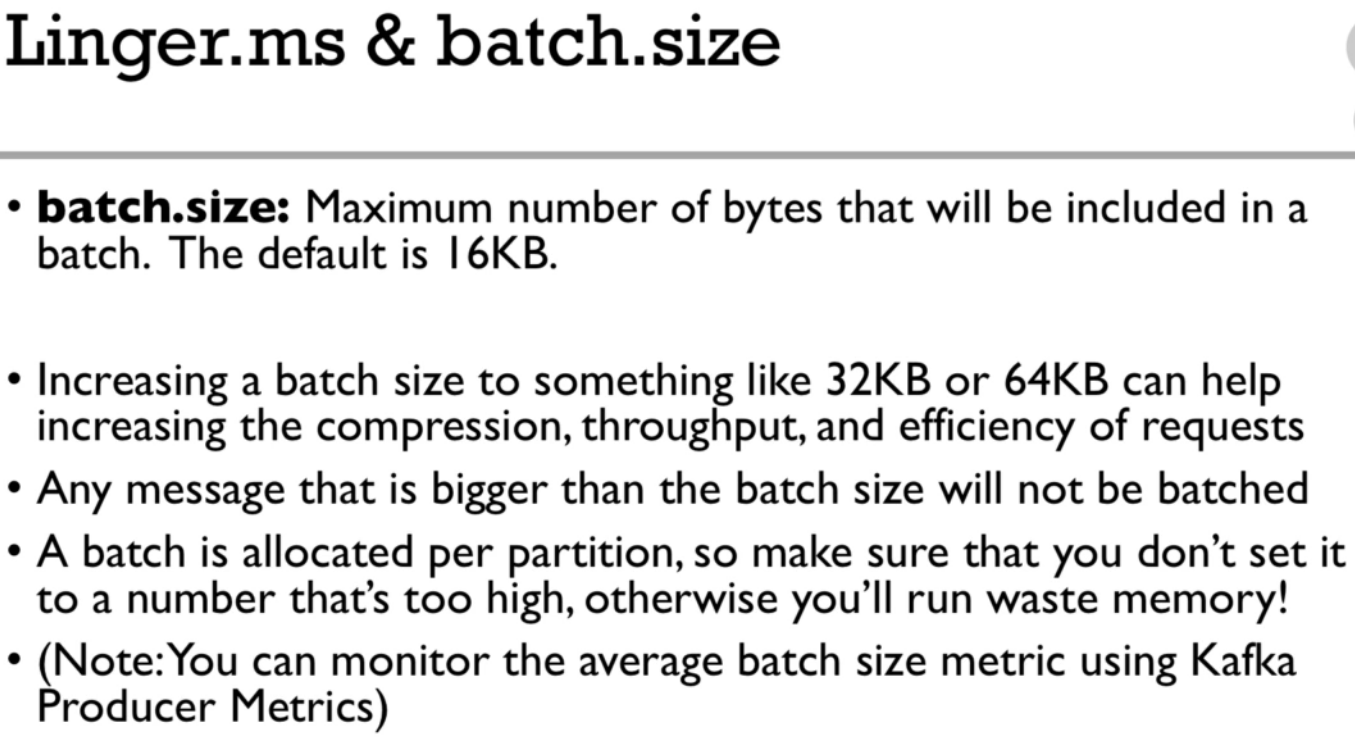 Linger.ms & batch.size
• batch.size: Maximum number of bytes that will be included in a
batch. The default is 16KB.
• Increasing a batch size to something like 32KB or 64KB can help
increasing the compression, throughput, and efficiency of requests
• Any message that is bigger than the batch size will not be batched
• A batch is allocated per partition, so make sure that you don't set it
to a number that's too high, otherwise you'll run waste memory!
• (Note: You can monitor the average batch size metric using Kafka
Producer Metrics)